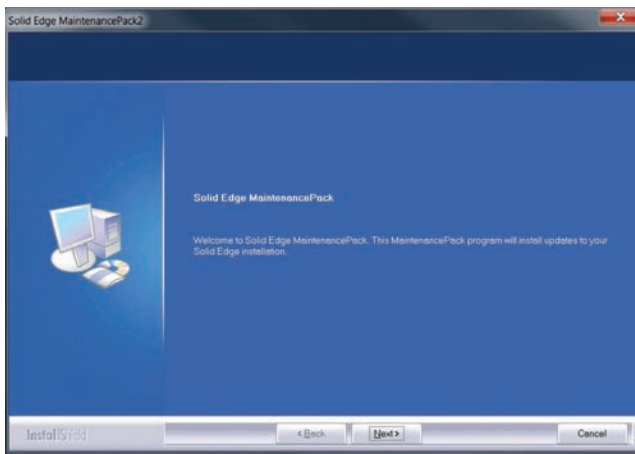 Solid Edge MaintenancePack2
Solid Edge MaintenancePack
Welcome to Solid Edge MaintenancePack. This MaintenancePack program will install updates to your
Solid Edge installation.
InstallShield
< Back Next > Cancel